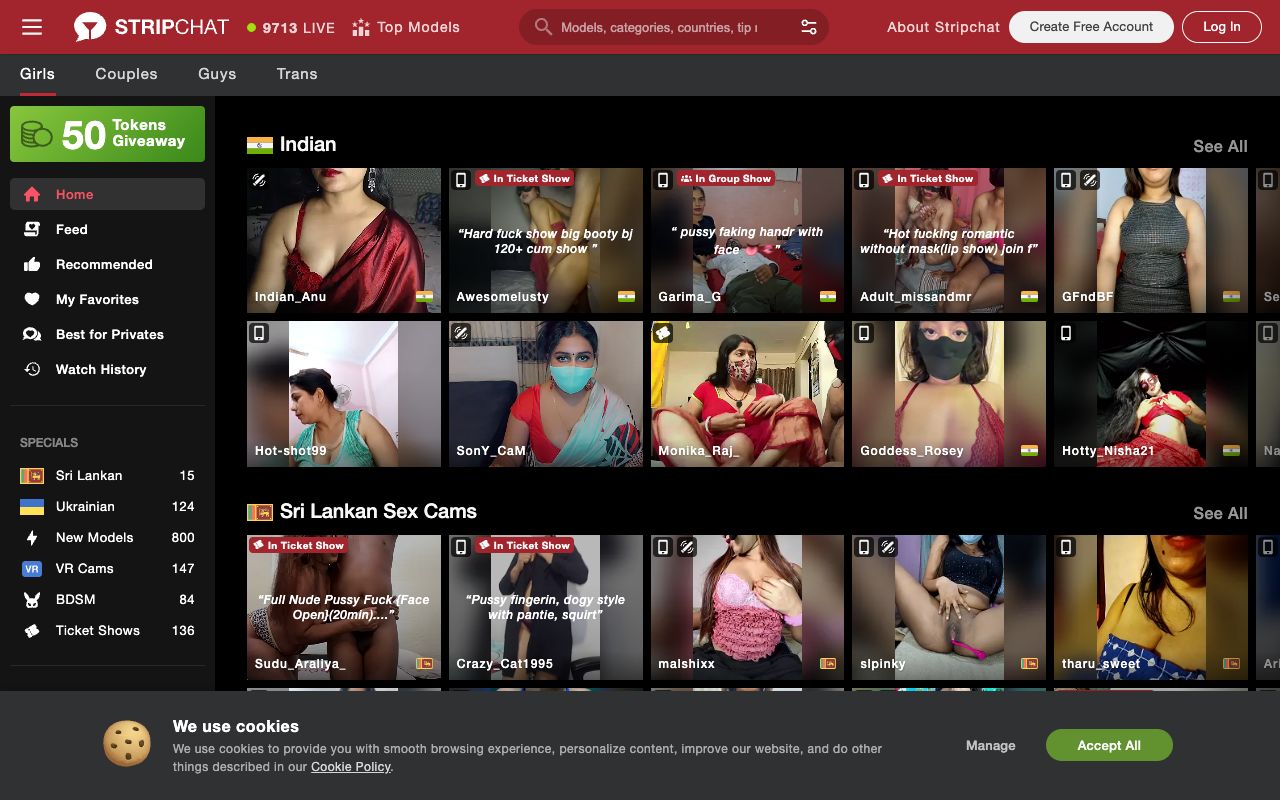 STRIPCHAT
9713 LIVE
Top Models
Models, categories, countries, tip
About Stripchat
Create Free Account
Log In
Girls
Couples
Guys
Trans
50 Tokens
Giveaway
Home
Feed
Recommended
My Favorites
Best for Privates
Watch History
SPECIALS
Sri Lankan 15
Ukrainian 124
New Models 800
VR VR Cams 147
BDSM 84
Ticket Shows 136
Indian
See All
Indian_Anu
In Ticket Show
“Hard fuck show big booty bj
120+ cum show ”
Awesomelusty
In Group Show
“ pussy faking handr with
face ”
Garima_G
In Ticket Show
“Hot fucking romantic
without mask(lip show) join f”
Adult_missandmr
GFndBF
Se
Hot-shot99
SonY_CaM
Monika_Raj_
Goddess_Rosey
Hotty_Nisha21
Na
Sri Lankan Sex Cams
See All
In Ticket Show
“Full Nude Pussy Fuck {Face
Open}(20min)....”
Sudu_Araliya_
In Ticket Show
“Pussy fingerin, dogy style
with pantie, squirt”
Crazy_Cat1995
malshixx
slpinky
tharu_sweet
Ari
We use cookies
We use cookies to provide you with smooth browsing experience, personalize content, improve our website, and do other
things described in our Cookie Policy.
Manage
Accept All